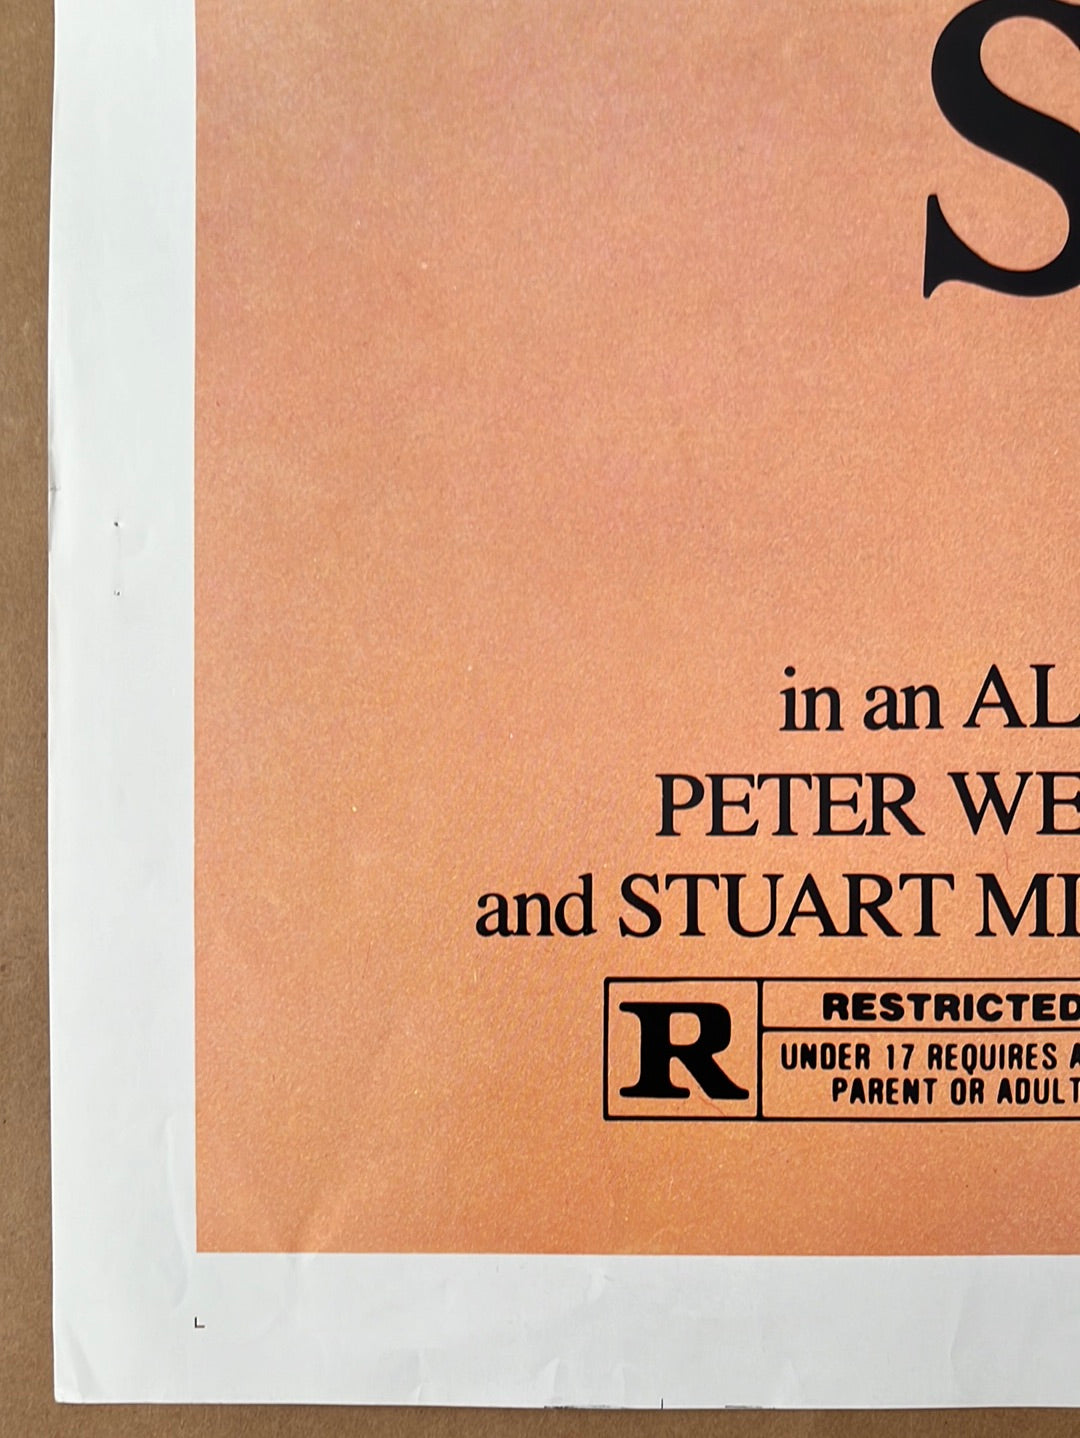 S
in an AL
PETER WE
and STUART MI
R
RESTRICTED
UNDER 17 REQUIRES A
PARENT OR ADULT